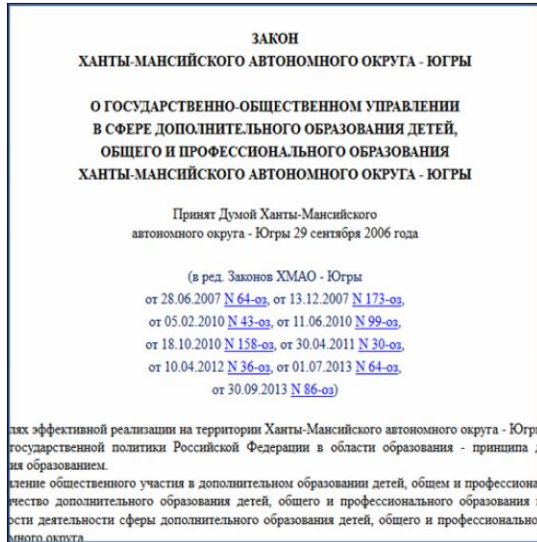 ЗАКОН
ХАНТЫ-МАНСИЙСКОГО АВТОНОМНОГО ОКРУГА - ЮГРЫ
О ГОСУДАРСТВЕННО-ОБЩЕСТВЕННОМ УПРАВЛЕНИИ
В СФЕРЕ ДОПОЛНИТЕЛЬНОГО ОБРАЗОВАНИЯ ДЕТЕЙ,
ОБЩЕГО И ПРОФЕССИОНАЛЬНОГО ОБРАЗОВАНИЯ
ХАНТЫ-МАНСИЙСКОГО АВТОНОМНОГО ОКРУГА - ЮГРЫ
Принят Думой Ханты-Мансийского
автономного округа - Югры 29 сентября 2006 года
(в ред. Законов ХМАО - Югры
от 28.06.2007 N 64-оз, от 13.12.2007 N 173-оз,
от 05.02.2010 N 43-оз, от 11.06.2010 N 99-оз,
от 18.10.2010 N 158-оз, от 30.04.2011 N 30-оз,
от 10.04.2012 N 36-оз, от 01.07.2013 N 64-оз,
от 30.09.2013 N 86-оз)
лях эффективной реализации на территории Ханты-Мансийского автономного округа - Югры
государственной политики Российской Федерации в области образования - принципа
ия образованием.
ление общественного участия в дополнительном образовании детей, общем и профессиона
чество дополнительного образования детей, общего и профессионального образования
ости деятельности сферы дополнительного образования детей, общего и профессионально
много округа